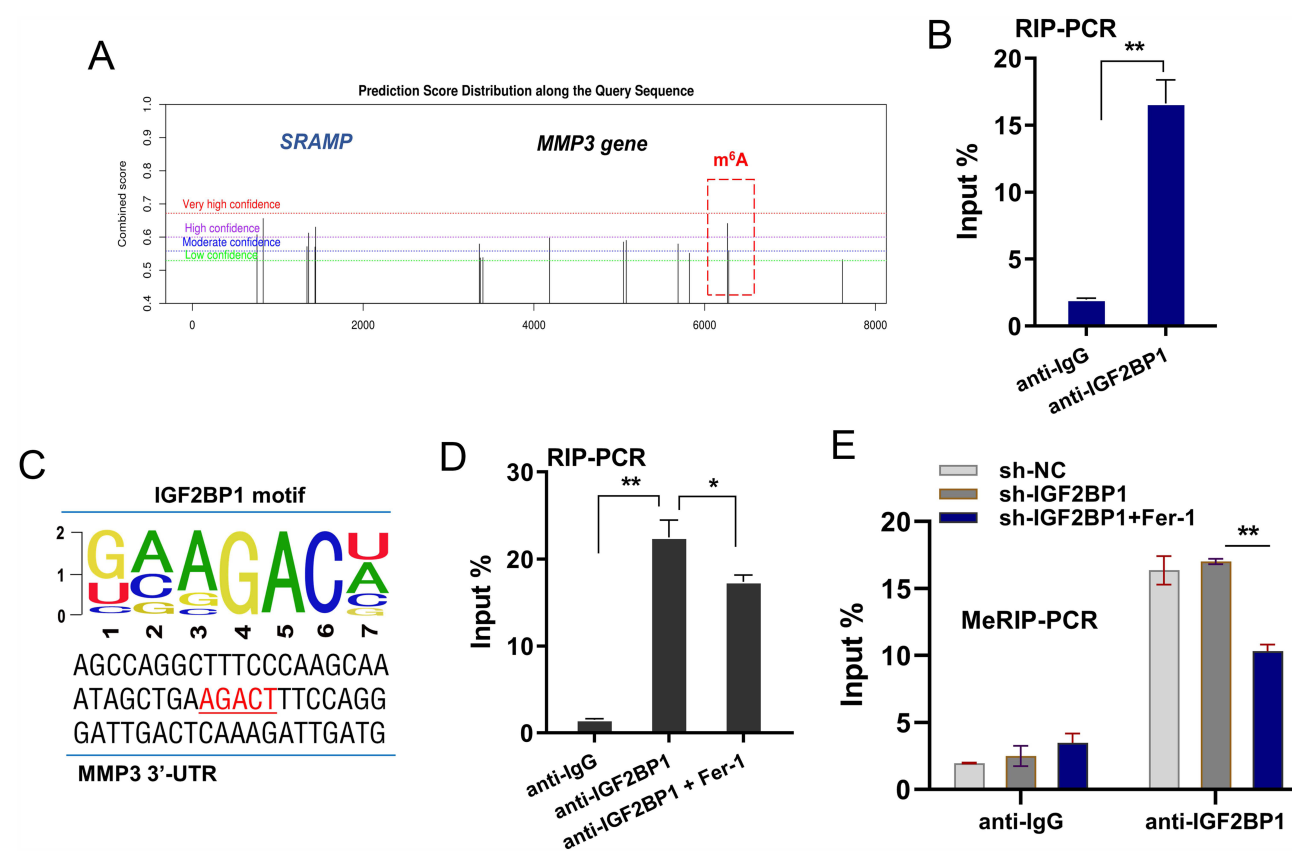 A
Prediction Score Distribution along the Query Sequence
SRAMP
MMP3 gene
m⁶A
Very high confidence
High confidence
Moderate confidence
Low confidence
Combined score
1.0
0.9
0.8
0.7
0.6
0.5
0.4
0 2000 4000 6000 8000
B
RIP-PCR
**
Input %
20
15
10
5
0
anti-IgG
anti-IGF2BP1
C
IGF2BP1 motif
2
1
0
G A A G A C U
U C G A
C G C C
G
1 2 3 4 5 6 7
AGCCAGGCTTTCCCAAGCAA
ATAGCTGAAGACTTTCCAGG
GATTGACTCAAAGATTGATG
MMP3 3’-UTR
D
RIP-PCR
** *
Input %
30
20
10
0
anti-IgG
anti-IGF2BP1
anti-IGF2BP1 + Fer-1
E
sh-NC
sh-IGF2BP1
sh-IGF2BP1+Fer-1
**
MeRIP-PCR
Input %
20
15
10
5
0
anti-IgG anti-IGF2BP1